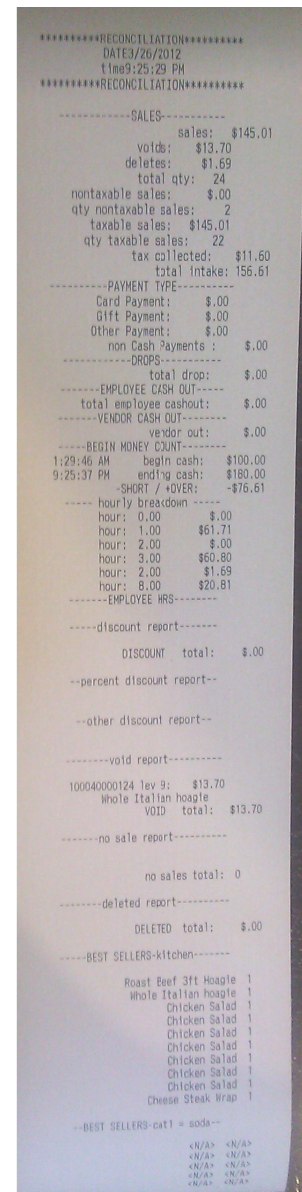 **********RECONCILIATION**********
DATE3/26/2012
time9:25:29 PM
**********RECONCILIATION**********
------------SALES-----------
sales: $145.01
voids: $13.70
deletes: $1.69
total qty: 24
nontaxable sales: $.00
qty nontaxable sales: 2
taxable sales: $145.01
qty taxable sales: 22
tax collected: $11.60
total intake: 156.61
----------PAYMENT TYPE----------
Card Payment: $.00
Gift Payment: $.00
Other Payment: $.00
non Cash Payments : $.00
------------DROPS-----------
total drop: $.00
-------EMPLOYEE CASH OUT-------
total employee cashout: $.00
-------VENDOR CASH OUT--------
vendor out: $.00
-----BEGIN MONEY COUNT--------
1:29:46 AM begin cash: $100.00
9:25:37 PM ending cash: $180.00
-SHORT / +OVER: -$76.61
----- hourly breakdown -----
hour: 0.00 $.00
hour: 1.00 $61.71
hour: 2.00 $.00
hour: 3.00 $60.80
hour: 2.00 $1.69
hour: 8.00 $20.81
-------EMPLOYEE HRS--------
-----discount report-------
DISCOUNT total: $.00
--percent discount report--
--other discount report--
--------void report----------
100040000124 lev 9: $13.70
Whole Italian hoagie
VOID total: $13.70
-------no sale report----------
no sales total: 0
--------deleted report----------
DELETED total: $.00
-----BEST SELLERS-kitchen-------
Roast Beef 3ft Hoagie 1
Whole Italian hoagie 1
Chicken Salad 1
Chicken Salad 1
Chicken Salad 1
Chicken Salad 1
Chicken Salad 1
Chicken Salad 1
Chicken Salad 1
Cheese Steak Wrap 1
--BEST SELLERS-cat1 = soda--
<N/A> <N/A>
<N/A> <N/A>
<N/A> <N/A>
<N/A> <N/A>
<N/A> <N/A>